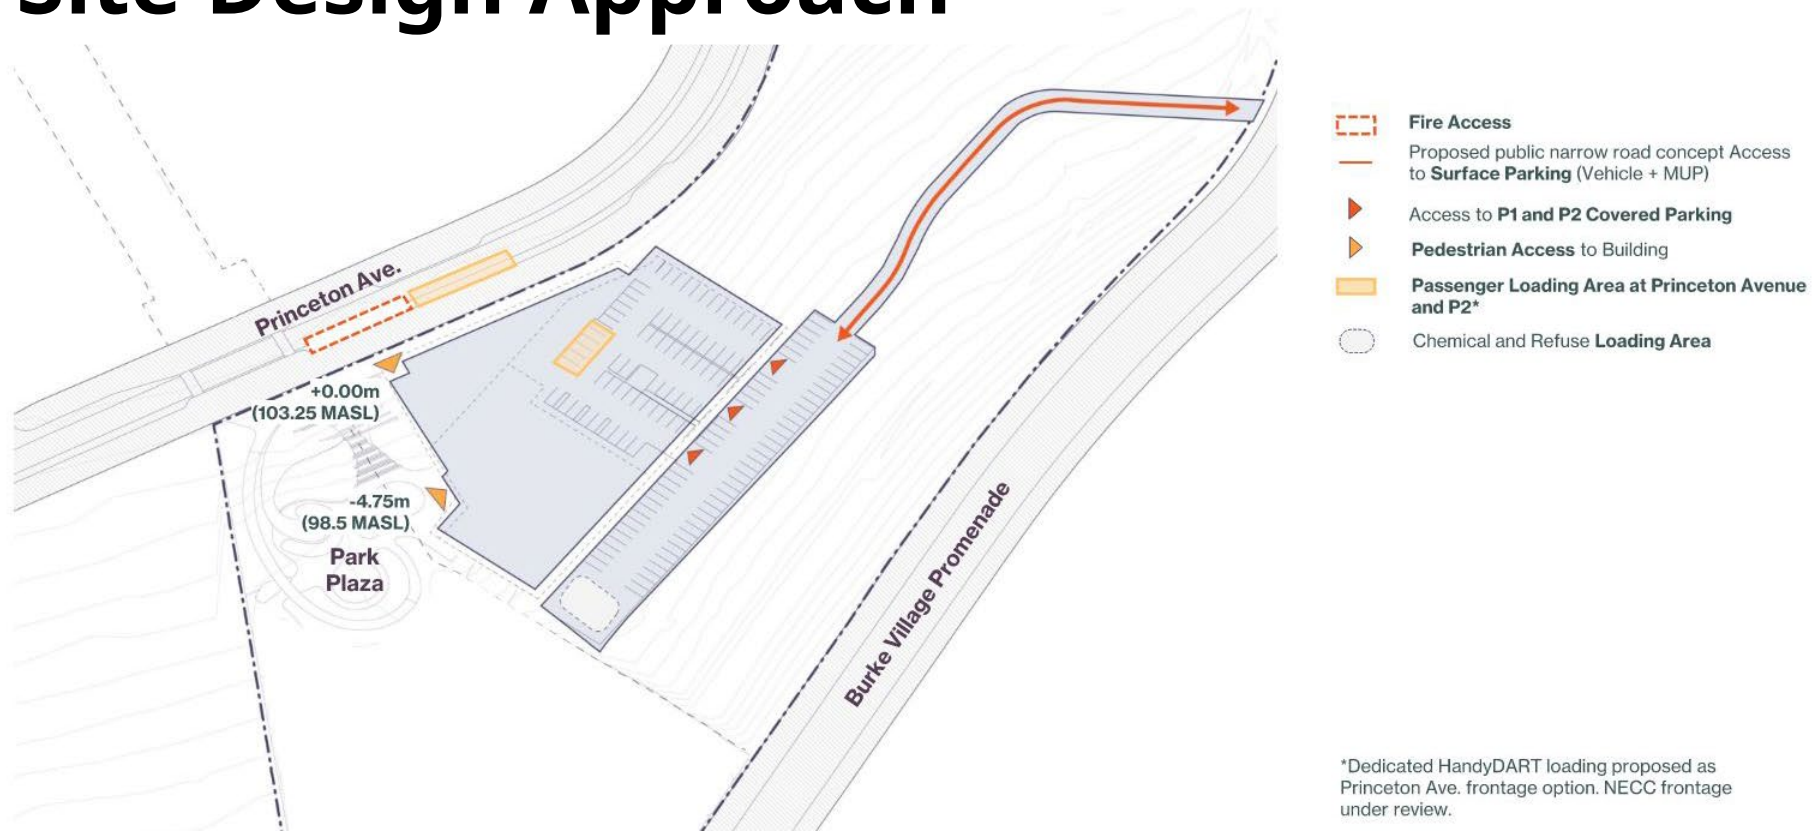 Site Design Approach
Princeton Ave.
+0.00m
(103.25 MASL)
-4.75m
(98.5 MASL)
Park
Plaza
Burke Village Promenade
Fire Access
Proposed public narrow road concept Access
to Surface Parking (Vehicle + MUP)
Access to P1 and P2 Covered Parking
Pedestrian Access to Building
Passenger Loading Area at Princeton Avenue
and P2*
Chemical and Refuse Loading Area
*Dedicated HandyDART loading proposed as
Princeton Ave. frontage option. NECC frontage
under review.